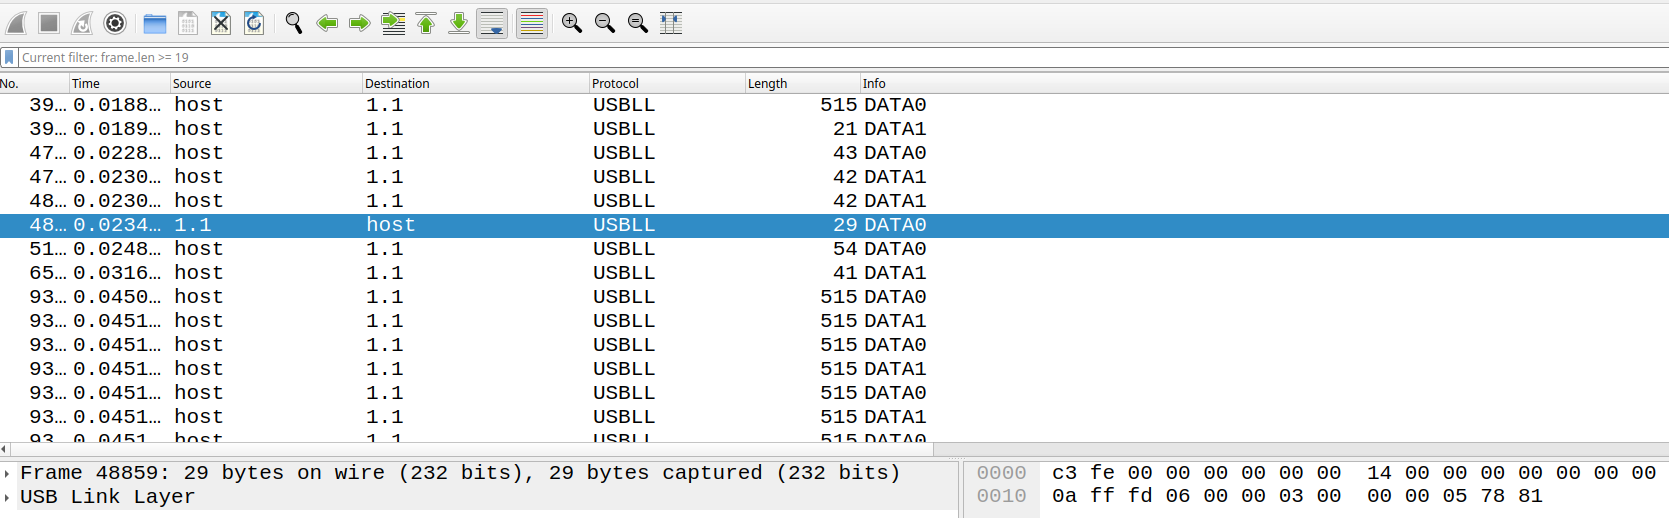 Current filter: frame.len >= 19
No. Time Source Destination Protocol Length Info
39… 0.0188… host 1.1 USBLL 515 DATA0
39… 0.0189… host 1.1 USBLL 21 DATA1
47… 0.0228… host 1.1 USBLL 43 DATA0
47… 0.0230… host 1.1 USBLL 42 DATA1
48… 0.0230… host 1.1 USBLL 42 DATA1
48… 0.0234… 1.1 host USBLL 29 DATA0
51… 0.0248… host 1.1 USBLL 54 DATA0
65… 0.0316… host 1.1 USBLL 41 DATA1
93… 0.0450… host 1.1 USBLL 515 DATA0
93… 0.0451… host 1.1 USBLL 515 DATA1
93… 0.0451… host 1.1 USBLL 515 DATA0
93… 0.0451… host 1.1 USBLL 515 DATA1
93… 0.0451… host 1.1 USBLL 515 DATA0
93… 0.0451… host 1.1 USBLL 515 DATA1
93 0.0451 host 1.1 USBLL 515 DATA0
Frame 48859: 29 bytes on wire (232 bits), 29 bytes captured (232 bits)
USB Link Layer
0000 c3 fe 00 00 00 00 00 00 14 00 00 00 00 00 00 00
0010 0a ff fd 06 00 00 03 00 00 00 05 78 81